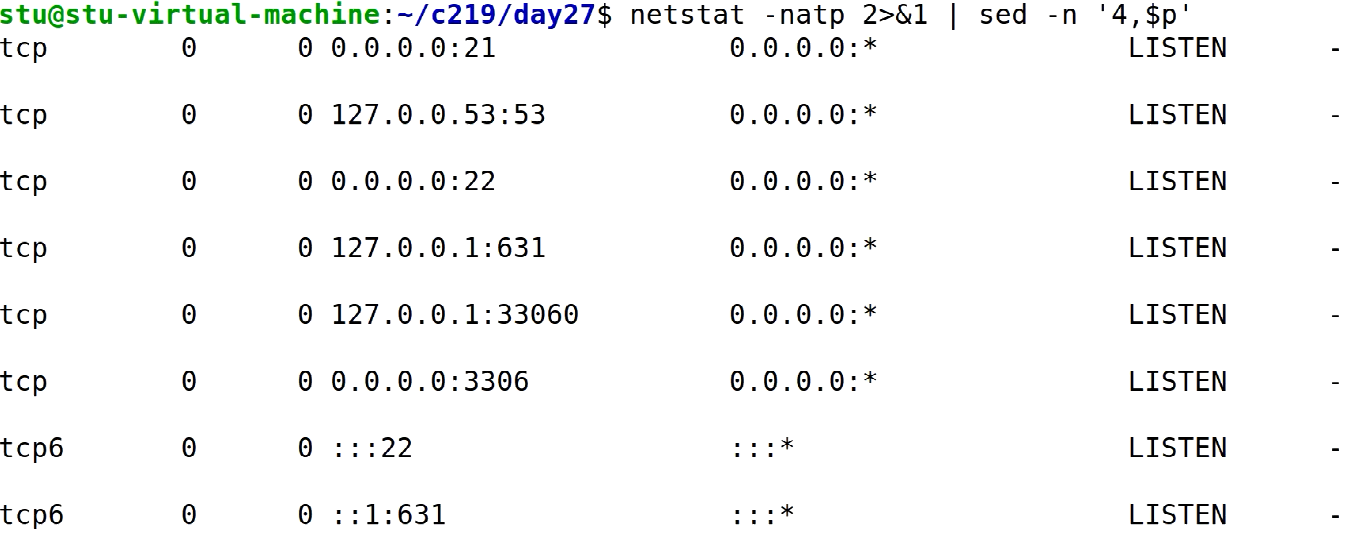 stu@stu-virtual-machine:~/c219/day27$ netstat -natp 2>&1 | sed -n '4,$p'
tcp 0 0 0.0.0.0:21 0.0.0.0:* LISTEN -
tcp 0 0 127.0.0.53:53 0.0.0.0:* LISTEN -
tcp 0 0 0.0.0.0:22 0.0.0.0:* LISTEN -
tcp 0 0 127.0.0.1:631 0.0.0.0:* LISTEN -
tcp 0 0 127.0.0.1:33060 0.0.0.0:* LISTEN -
tcp 0 0 0.0.0.0:3306 0.0.0.0:* LISTEN -
tcp6 0 0 :::22 :::* LISTEN -
tcp6 0 0 ::1:631 :::* LISTEN -